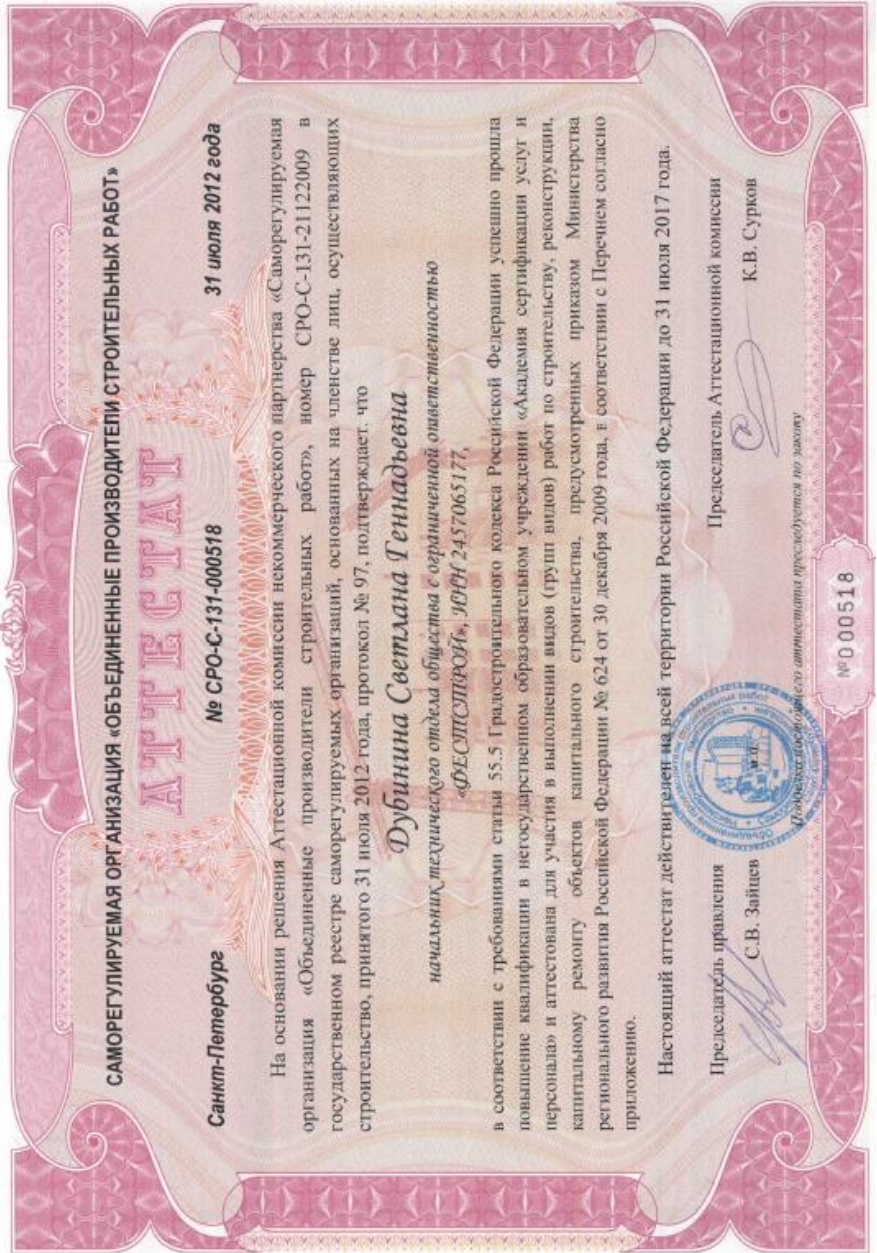 САМОРЕГУЛИРУЕМАЯ ОРГАНИЗАЦИЯ «ОБЪЕДИНЕННЫЕ ПРОИЗВОДИТЕЛИ СТРОИТЕЛЬНЫХ РАБОТ»
АТТЕСТАТ
Санкт-Петербург № СРО-С-131-000518 31 июля 2012 года
На основании решения Аттестационной комиссии некоммерческого партнерства «Саморегулируемая
организация «Объединенные производители строительных работ», номер СРО-С-131-21122009 в
государственном реестре саморегулируемых организаций, основанных на членстве лиц, осуществляющих
строительство, принятого 31 июля 2012 года, протокол № 97, подтверждает, что
Дубинина Светлана Геннадьевна
начальник технического отдела общества с ограниченной ответственностью
«ФЕСТСТРОЙ», ИНН 2457065177,
в соответствии с требованиями статьи 55.5 Градостроительного кодекса Российской Федерации успешно прошла
повышение квалификации в негосударственном образовательном учреждении «Академия сертификации услуг и
персонала» и аттестована для участия в выполнении видов (групп видов) работ по строительству, реконструкции,
капитальному ремонту объектов капитального строительства, предусмотренных приказом Министерства
регионального развития Российской Федерации № 624 от 30 декабря 2009 года, в соответствии с Перечнем согласно
приложению.
Настоящий аттестат действителен на всей территории Российской Федерации до 31 июля 2017 года.
Председатель правления Председатель Аттестационной комиссии
С.В. Зайцев М.П. К.В. Сурков
Подделка настоящего аттестата преследуется по закону
№000518